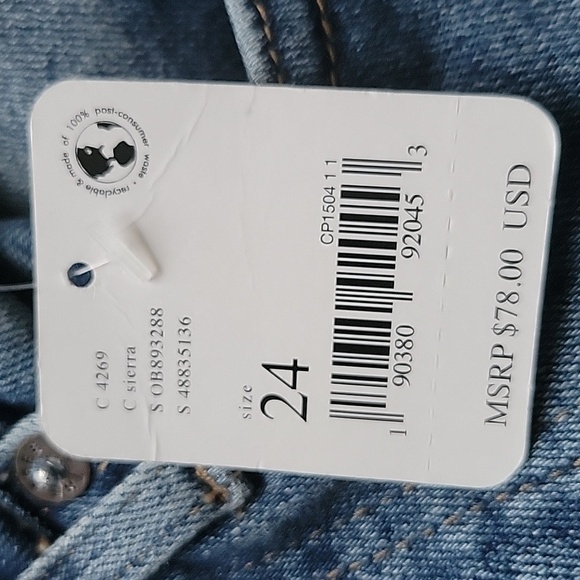 made of 100% post-consumer waste • recyclable &
C 4269
C sierra
S OB893288
S 48835136
size
24
CP1504 1 1
1 90380 92045 3
MSRP $78.00 USD